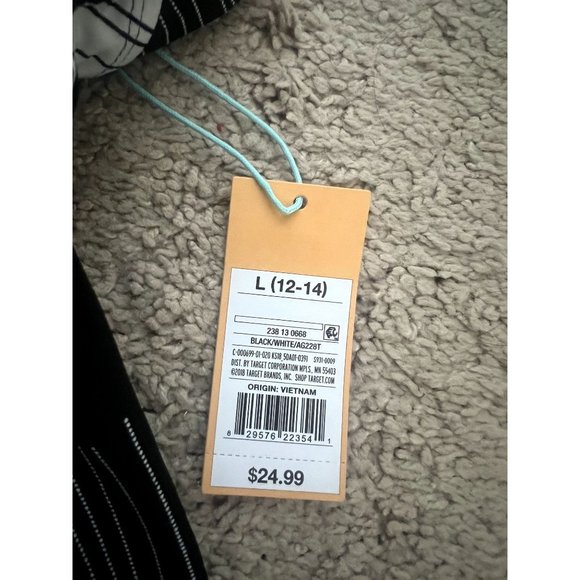 L (12-14)
238 13 0668
BLACK/WHITE/AG228T
C-000699-01-020 KS18_50A01-0391 S931-0009
DIST. BY TARGET CORPORATION MPLS, MN 55403
©2018 TARGET BRANDS, INC. SHOP TARGET.COM
ORIGIN: VIETNAM
8 29576 22354 1
$24.99